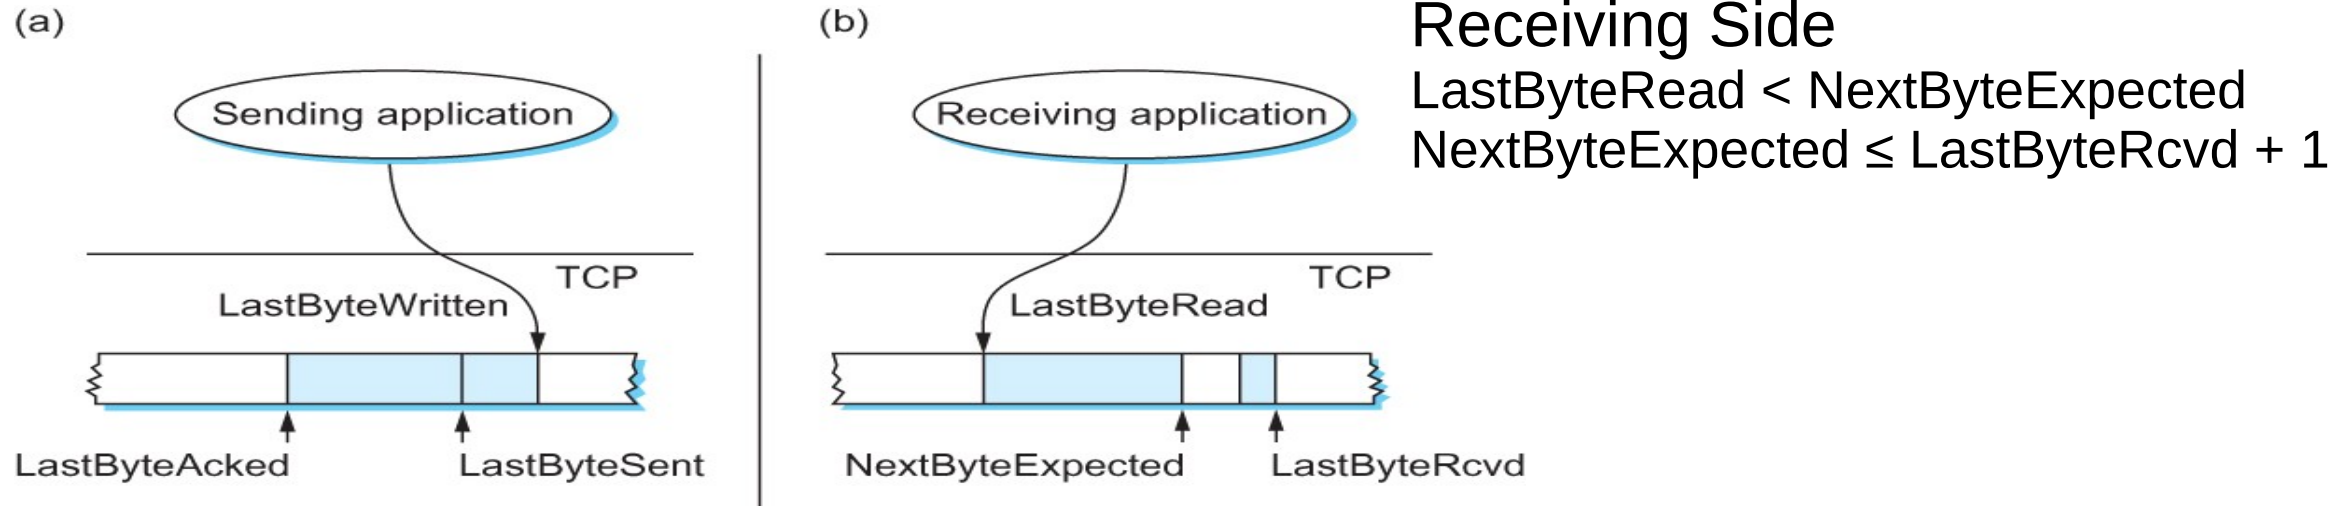 (a)
Sending application
TCP
LastByteWritten
LastByteAcked
LastByteSent
(b)
Receiving application
TCP
LastByteRead
NextByteExpected
LastByteRcvd
Receiving Side
LastByteRead < NextByteExpected
NextByteExpected ≤ LastByteRcvd + 1